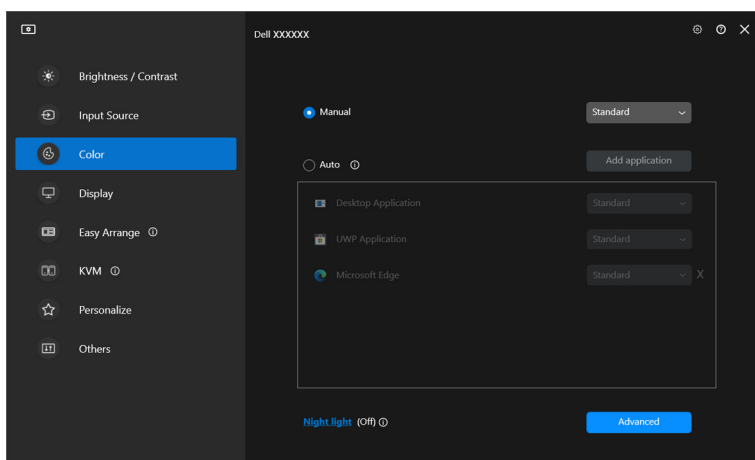 Dell XXXXXX
Brightness / Contrast
Input Source
Color
Display
Easy Arrange
KVM
Personalize
Others
Manual
Standard
Auto
Add application
Desktop Application
Standard
UWP Application
Standard
Microsoft Edge
Standard
X
Night light (Off)
Advanced